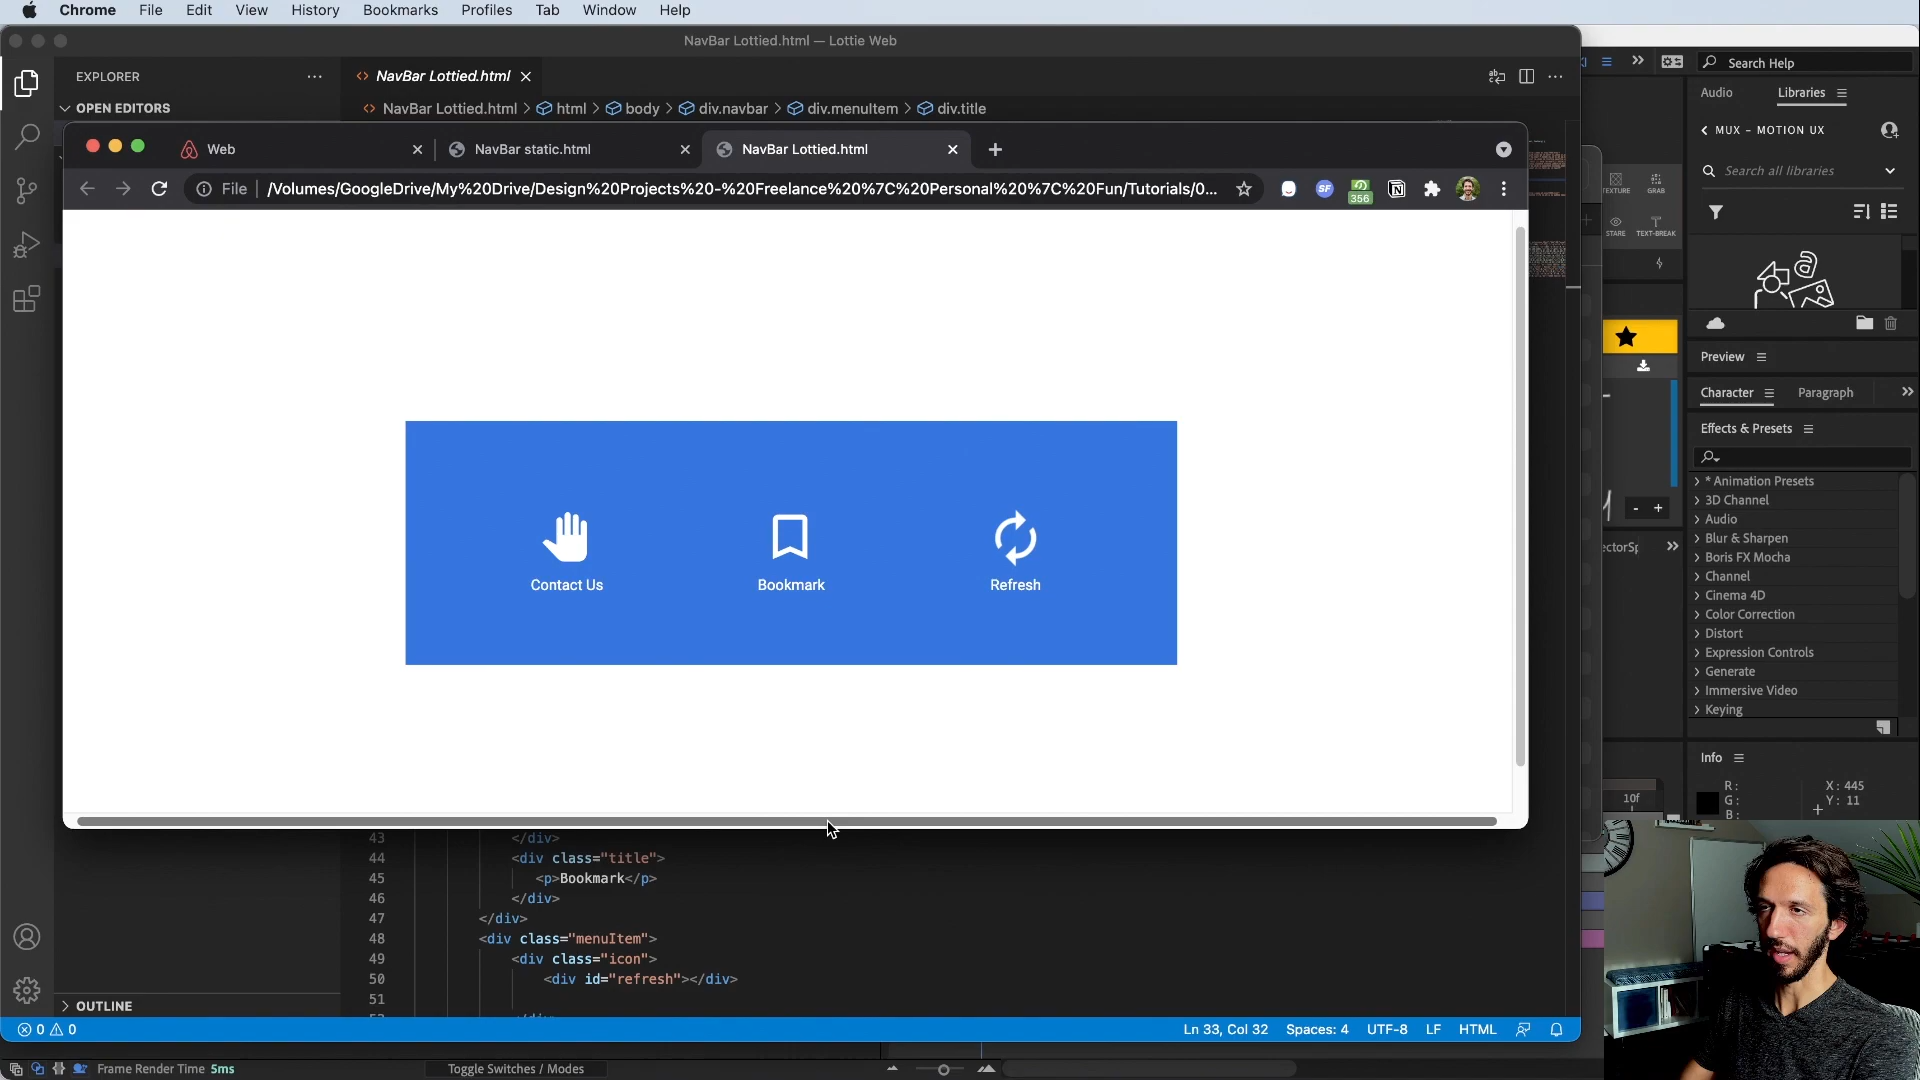 Chrome File Edit View History Bookmarks Profiles Tab Window Help
NavBar Lottied.html — Lottie Web
EXPLORER
NavBar Lottied.html
OPEN EDITORS
NavBar Lottied.html > html > body > div.navbar > div.menuItem > div.title
Web
NavBar static.html
NavBar Lottied.html
File
/Volumes/GoogleDrive/My%20Drive/Design%20Projects%20-%20Freelance%20%7C%20Personal%20%7C%20Fun/Tutorials/0...
SF
356
Contact Us
Bookmark
Refresh
43 </div>
44 <div class="title">
45 <p>Bookmark</p>
46 </div>
47 </div>
48 <div class="menuItem">
49 <div class="icon">
50 <div id="refresh"></div>
51
OUTLINE
0 0
Ln 33, Col 32 Spaces: 4 UTF-8 LF HTML
Frame Render Time 5ms
Toggle Switches / Modes
Search Help
Audio Libraries
MUX – MOTION UX
Search all libraries
GRAB
STARE TEXT-BREAK
Preview
Character Paragraph
Effects & Presets
* Animation Presets
3D Channel
Audio
Blur & Sharpen
Boris FX Mocha
Channel
Cinema 4D
Color Correction
Distort
Expression Controls
Generate
Immersive Video
Keying
Info
R: X: 445
G: Y: 11
B:
10f